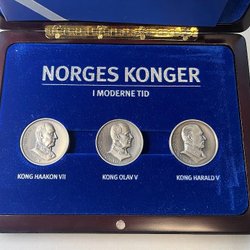 NORGES KONGER
I MODERNE TID
KONG HAAKON VII
KONG OLAV V
KONG HARALD V